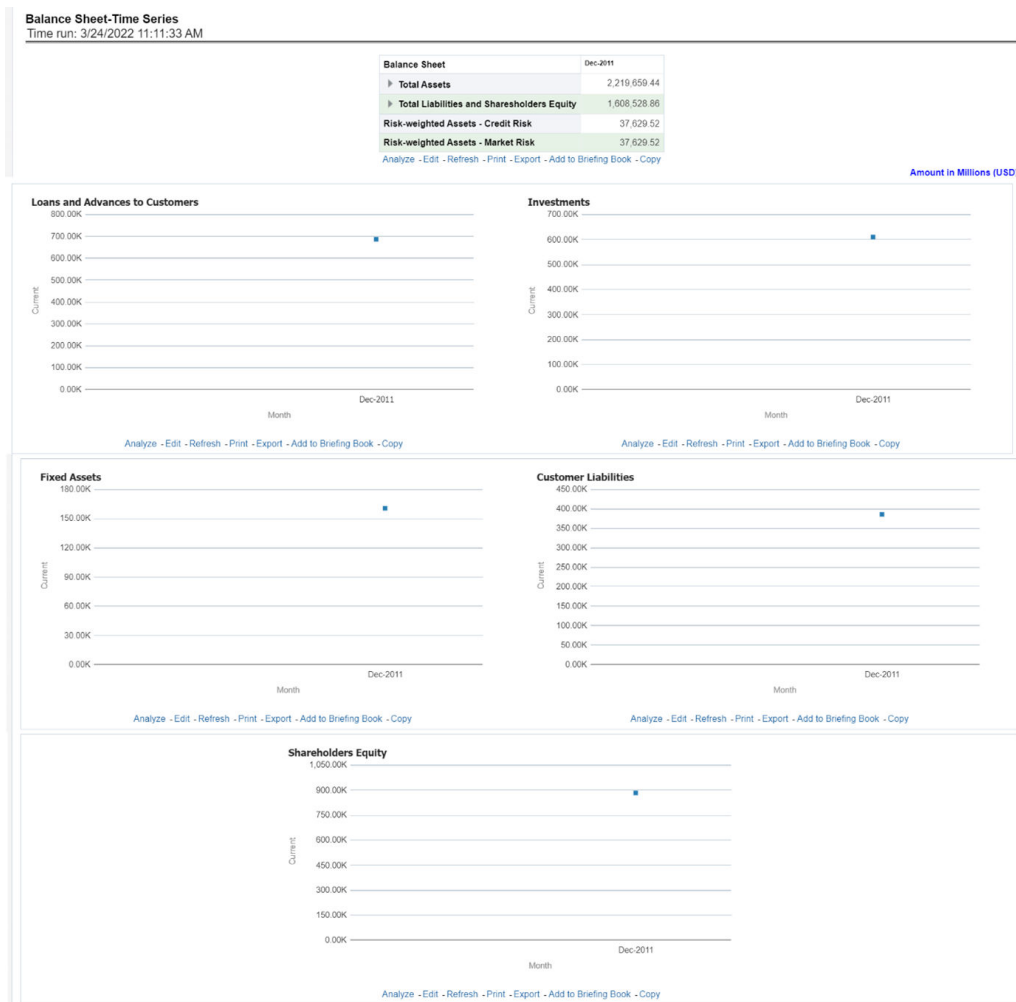 Balance Sheet-Time Series
Time run: 3/24/2022 11:11:33 AM
Balance Sheet Dec-2011
Total Assets 2,219,659.44
Total Liabilities and Shareholders Equity 1,608,528.86
Risk-weighted Assets - Credit Risk 37,629.52
Risk-weighted Assets - Market Risk 37,629.52
Analyze - Edit - Refresh - Print - Export - Add to Briefing Book - Copy
Amount in Millions (USD)
Loans and Advances to Customers
800.00K
700.00K
600.00K
500.00K
400.00K
300.00K
200.00K
100.00K
0.00K
Current
Dec-2011
Month
Analyze - Edit - Refresh - Print - Export - Add to Briefing Book - Copy
Investments
700.00K
600.00K
500.00K
400.00K
300.00K
200.00K
100.00K
0.00K
Current
Dec-2011
Month
Analyze - Edit - Refresh - Print - Export - Add to Briefing Book - Copy
Fixed Assets
180.00K
150.00K
120.00K
90.00K
60.00K
30.00K
0.00K
Current
Dec-2011
Month
Analyze - Edit - Refresh - Print - Export - Add to Briefing Book - Copy
Customer Liabilities
450.00K
400.00K
350.00K
300.00K
250.00K
200.00K
150.00K
100.00K
50.00K
0.00K
Current
Dec-2011
Month
Analyze - Edit - Refresh - Print - Export - Add to Briefing Book - Copy
Shareholders Equity
1,050.00K
900.00K
750.00K
600.00K
450.00K
300.00K
150.00K
0.00K
Current
Dec-2011
Month
Analyze - Edit - Refresh - Print - Export - Add to Briefing Book - Copy